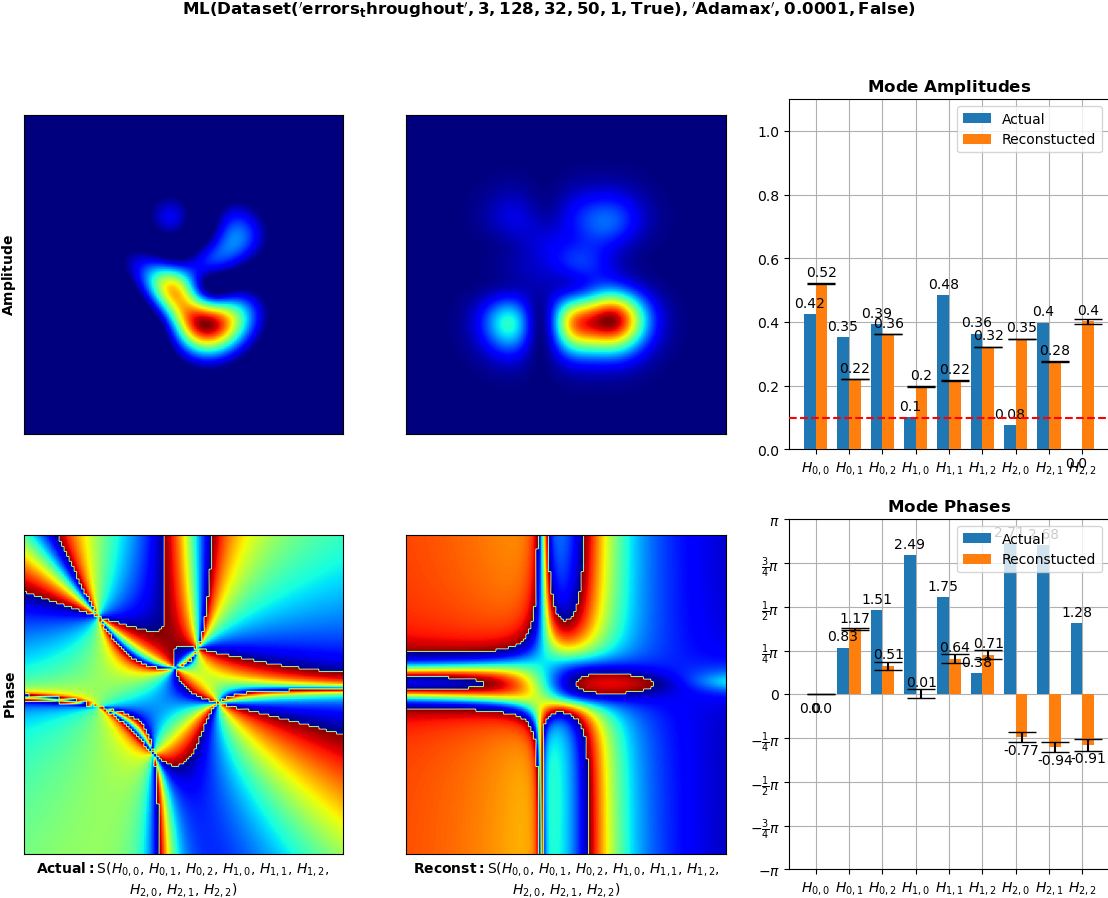 ML(Dataset('errors_throughout', 3, 128, 32, 50, 1, True), 'Adamax', 0.0001, False)
Amplitude
Mode Amplitudes
Actual
Reconstucted
1.0
0.8
0.6
0.4
0.2
0.0
0.42 0.52 0.35 0.22 0.39 0.36 0.1 0.2 0.48 0.22 0.36 0.32 0.08 0.35 0.4 0.28 0.0 0.4
H0,0 H0,1 H0,2 H1,0 H1,1 H1,2 H2,0 H2,1 H2,2
Phase
Mode Phases
Actual
Reconstucted
π
3/4π
1/2π
1/4π
0
−1/4π
−1/2π
−3/4π
−π
0.0 0.0 0.83 1.17 1.51 0.51 2.49 0.01 1.75 0.64 0.38 0.71 2.71 -0.77 2.68 -0.94 1.28 -0.91
H0,0 H0,1 H0,2 H1,0 H1,1 H1,2 H2,0 H2,1 H2,2
Actual: S(H0,0, H0,1, H0,2, H1,0, H1,1, H1,2,
H2,0, H2,1, H2,2)
Reconst: S(H0,0, H0,1, H0,2, H1,0, H1,1, H1,2,
H2,0, H2,1, H2,2)